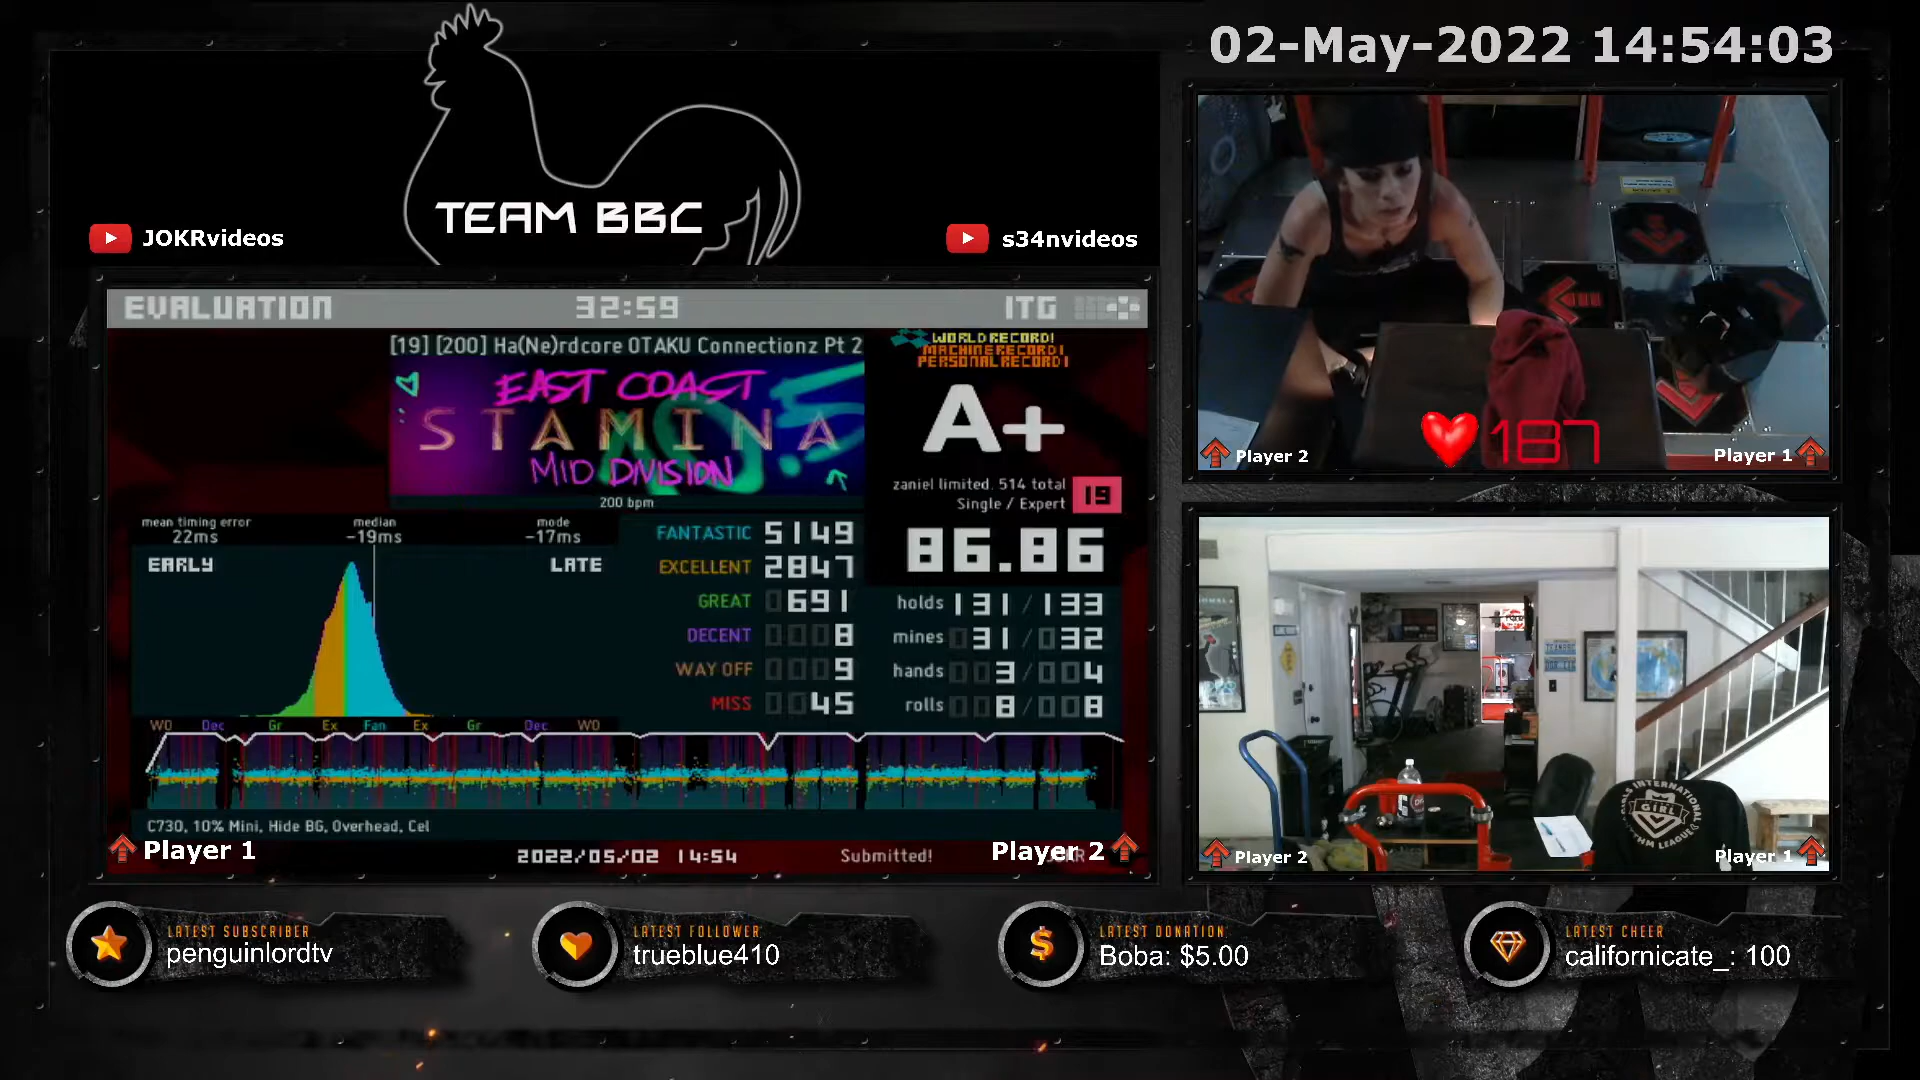 02-May-2022 14:54:03
TEAM BBC
JOKRvideos
s34nvideos
EVALUATION
32:59
ITG
[19] [200] Ha(Ne)rdcore OTAKU Connectionz Pt 2
EAST COAST
STAMINA
MID DIVISION
200 bpm
WORLD RECORD!
MACHINE RECORD!
PERSONAL RECORD!
A+
zaniel limited. 514 total
Single / Expert
19
86.86
mean timing error
22ms
median
-19ms
mode
-17ms
EARLY
LATE
FANTASTIC 5149
EXCELLENT 2847
GREAT 0691
DECENT 0008
WAY OFF 0009
MISS 0045
holds 131/133
mines 031/032
hands 003/004
rolls 008/008
WO Dec Gr Ex Fan Ex Gr Dec WO
C730, 10% Mini, Hide BG, Overhead, Cel
Player 1
2022/05/02 14:54
Submitted!
Player 2
187
Player 2
Player 1
GIRLS INTERNATIONAL
GIRL
RHYTHM LEAGUE
Player 2
Player 1
LATEST SUBSCRIBER
penguinlordtv
LATEST FOLLOWER
trueblue410
LATEST DONATION
Boba: $5.00
LATEST CHEER
californicate_: 100